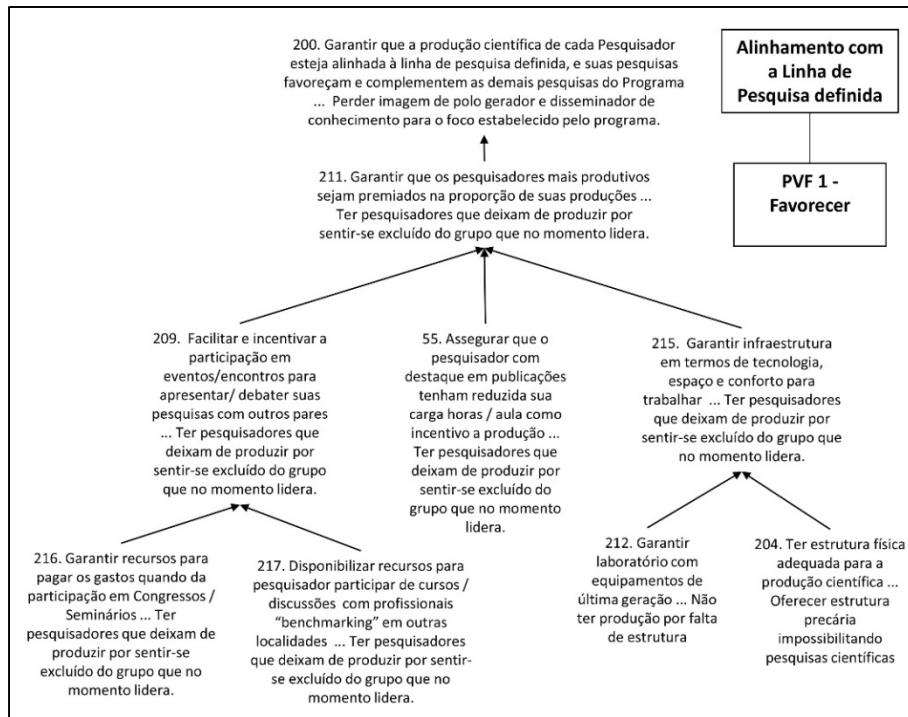 200. Garantir que a produção científica de cada Pesquisador
esteja alinhada à linha de pesquisa definida, e suas pesquisas
favoreçam e complementem as demais pesquisas do Programa
... Perder imagem de polo gerador e disseminador de
conhecimento para o foco estabelecido pelo programa.
Alinhamento com
a Linha de
Pesquisa definida
PVF 1 -
Favorecer
211. Garantir que os pesquisadores mais produtivos
sejam premiados na proporção de suas produções ...
Ter pesquisadores que deixam de produzir por
sentir-se excluído do grupo que no momento lidera.
209. Facilitar e incentivar a
participação em
eventos/encontros para
apresentar/ debater suas
pesquisas com outros pares
... Ter pesquisadores que
deixam de produzir por
sentir-se excluído do grupo
que no momento lidera.
55. Assegurar que o
pesquisador com
destaque em publicações
tenham reduzida sua
carga horas / aula como
incentivo a produção ...
Ter pesquisadores que
deixam de produzir por
sentir-se excluído do
grupo que no momento
lidera.
215. Garantir infraestrutura
em termos de tecnologia,
espaço e conforto para
trabalhar ... Ter pesquisadores
que deixam de produzir por
sentir-se excluído do grupo que
no momento lidera.
216. Garantir recursos para
pagar os gastos quando da
participação em Congressos /
Seminários ... Ter
pesquisadores que deixam de
produzir por sentir-se
excluído do grupo que no
momento lidera.
217. Disponibilizar recursos para
pesquisador participar de cursos /
discussões com profissionais
“benchmarking” em outras
localidades ... Ter pesquisadores
que deixam de produzir por sentir-
se excluído do grupo que no
momento lidera.
212. Garantir
laboratório com
equipamentos de
última geração ... Não
ter produção por falta
de estrutura
204. Ter estrutura física
adequada para a
produção científica ...
Oferecer estrutura
precária
impossibilitando
pesquisas científicas